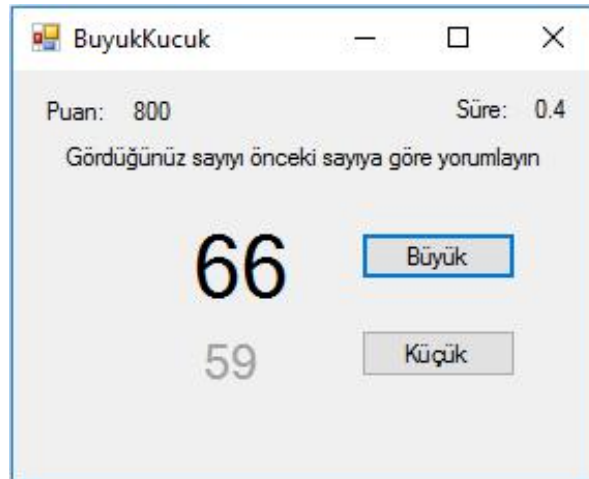 BuyukKucuk
Puan: 800 Süre: 0.4
Gördüğünüz sayıyı önceki sayıya göre yorumlayın
66 Büyük
59 Küçük